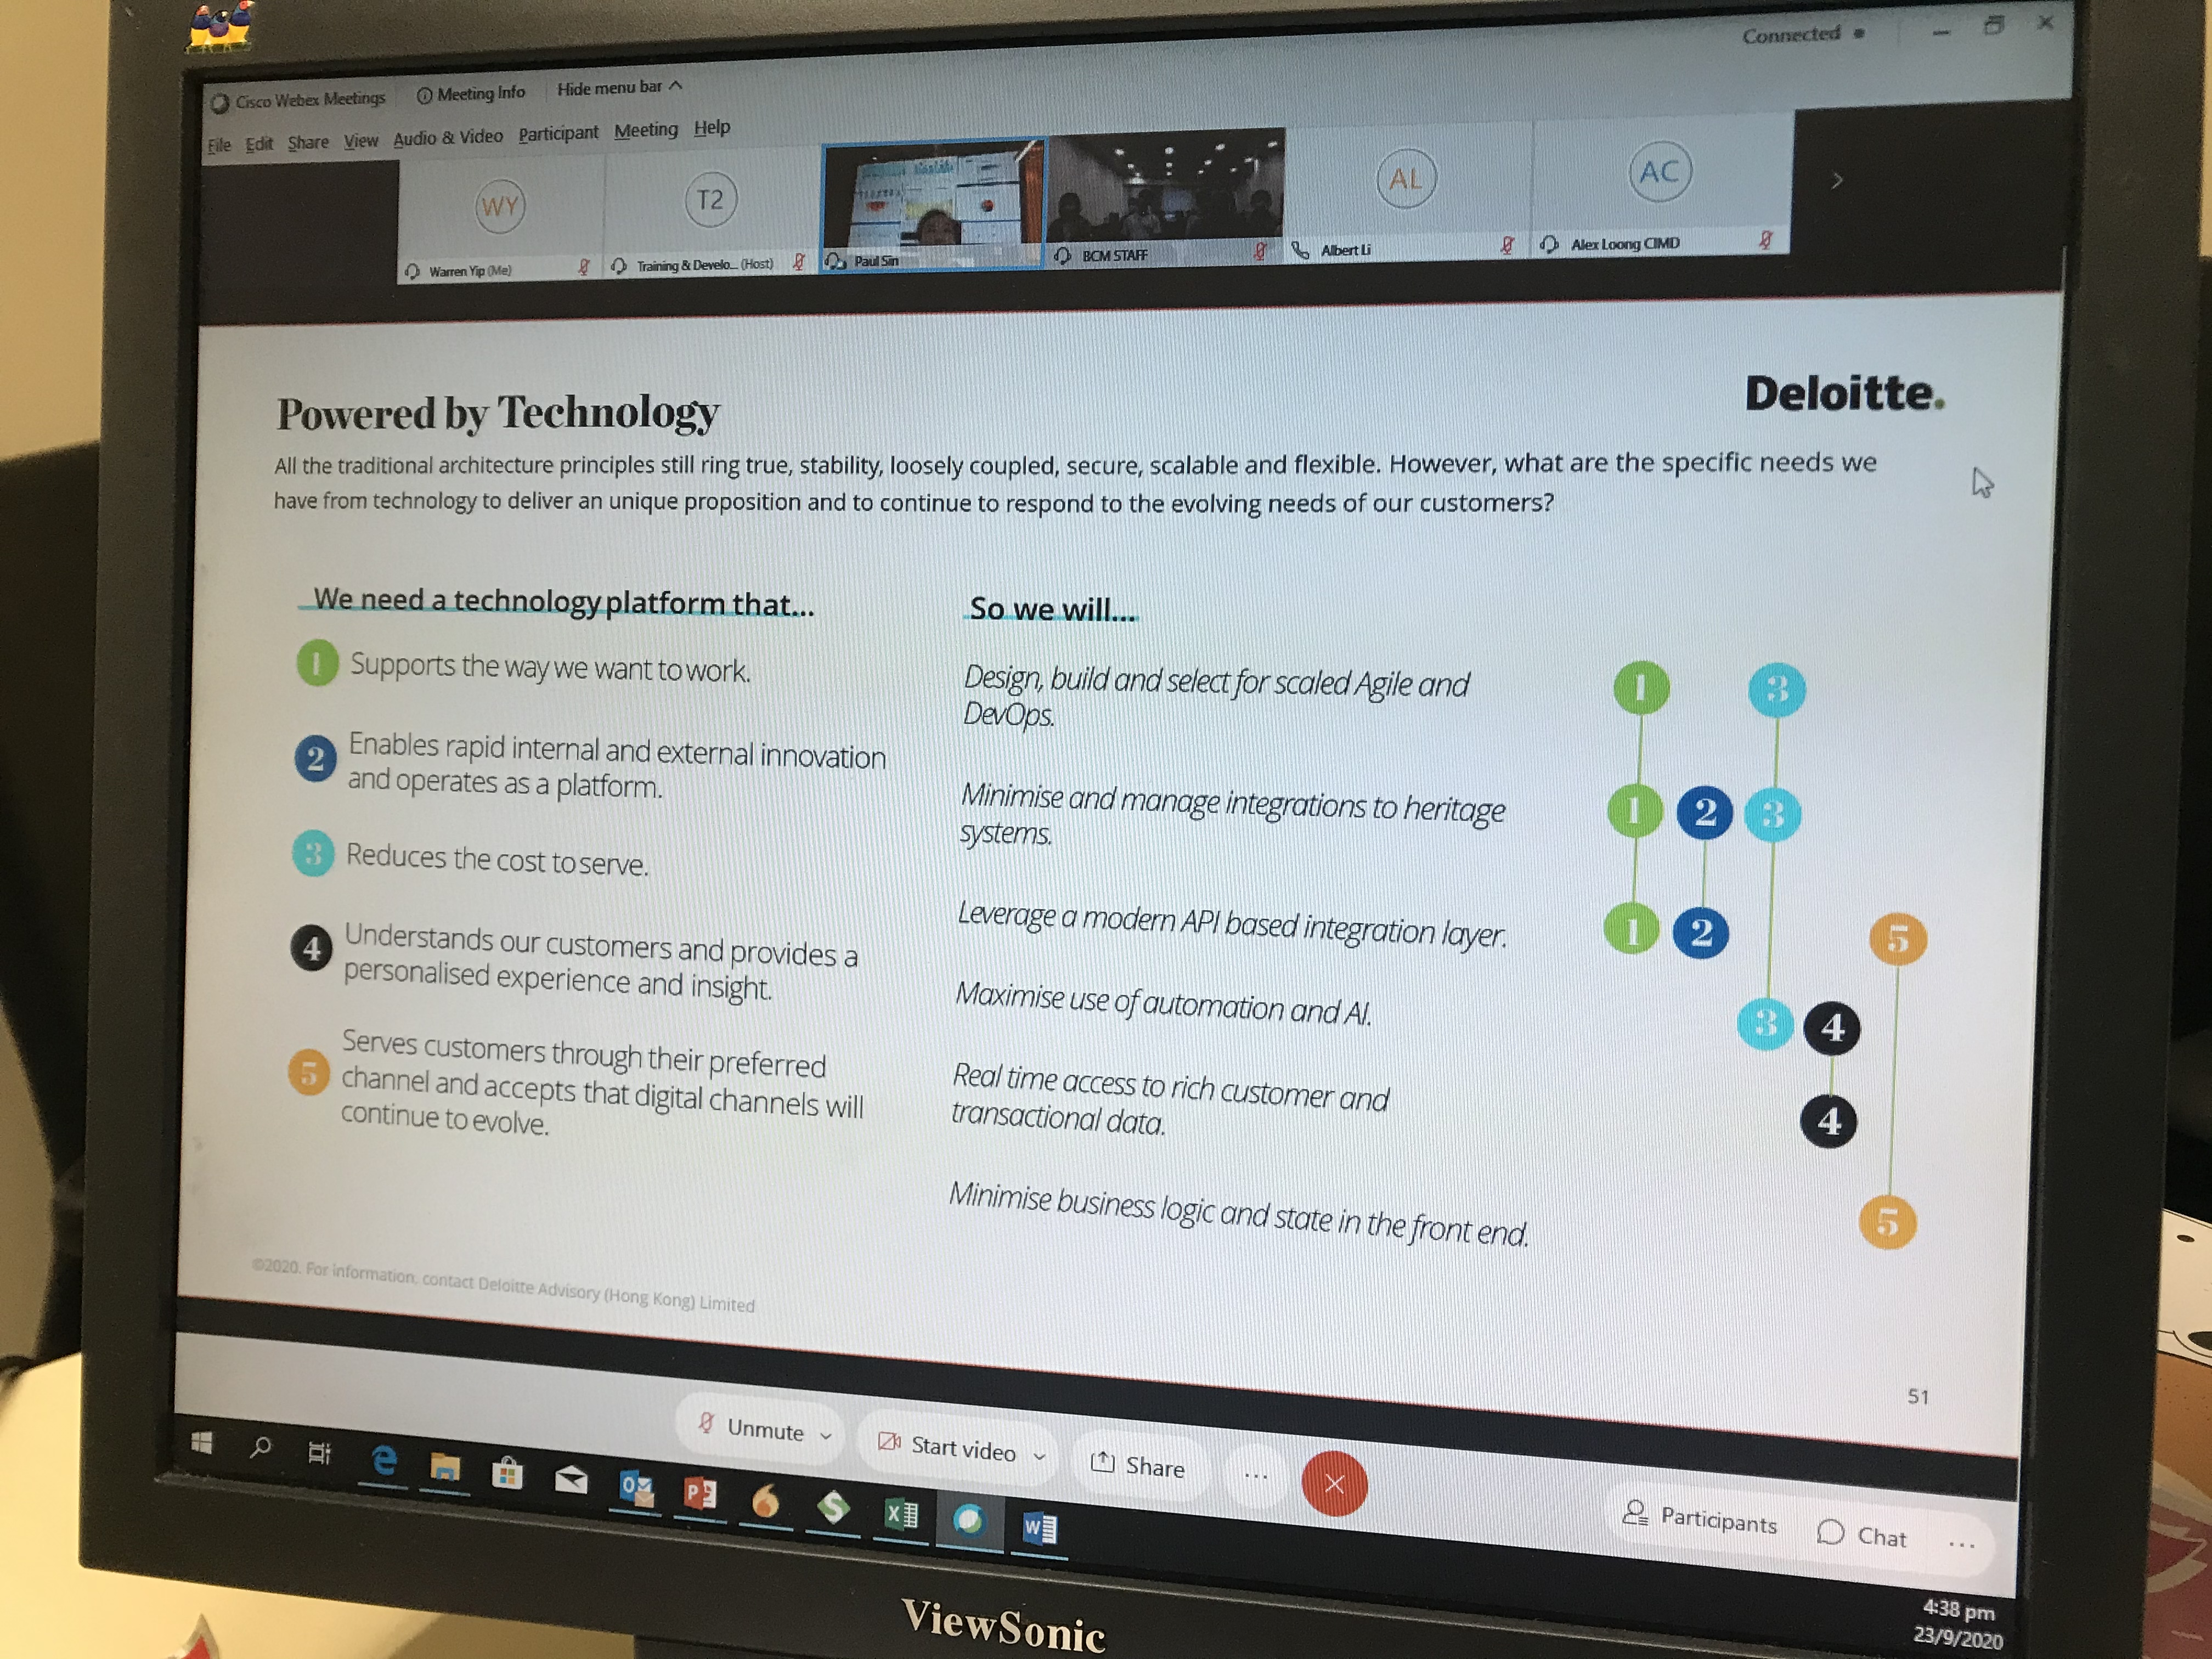 Connected
Cisco Webex Meetings
Meeting Info
Hide menu bar
File Edit Share View Audio & Video Participant Meeting Help
WY
T2
AL
AC
Warren Yip (Me)
Training & Develo... (Host)
Paul Sin
BCM STAFF
Albert Li
Alex Loong CIMD
Powered by Technology
Deloitte.
All the traditional architecture principles still ring true, stability, loosely coupled, secure, scalable and flexible. However, what are the specific needs we
have from technology to deliver an unique proposition and to continue to respond to the evolving needs of our customers?
We need a technology platform that...
1 Supports the way we want to work.
2 Enables rapid internal and external innovation
and operates as a platform.
3 Reduces the cost to serve.
4 Understands our customers and provides a
personalised experience and insight.
5 Serves customers through their preferred
channel and accepts that digital channels will
continue to evolve.
So we will...
Design, build and select for scaled Agile and
DevOps.
1 3
Minimise and manage integrations to heritage
systems.
1 2 3
Leverage a modern API based integration layer.
1 2 5
Maximise use of automation and AI.
3 4
Real time access to rich customer and
transactional data.
4
Minimise business logic and state in the front end.
5
©2020. For information, contact Deloitte Advisory (Hong Kong) Limited
51
Unmute
Start video
Share
...
Participants
Chat
...
4:38 pm
23/9/2020
ViewSonic